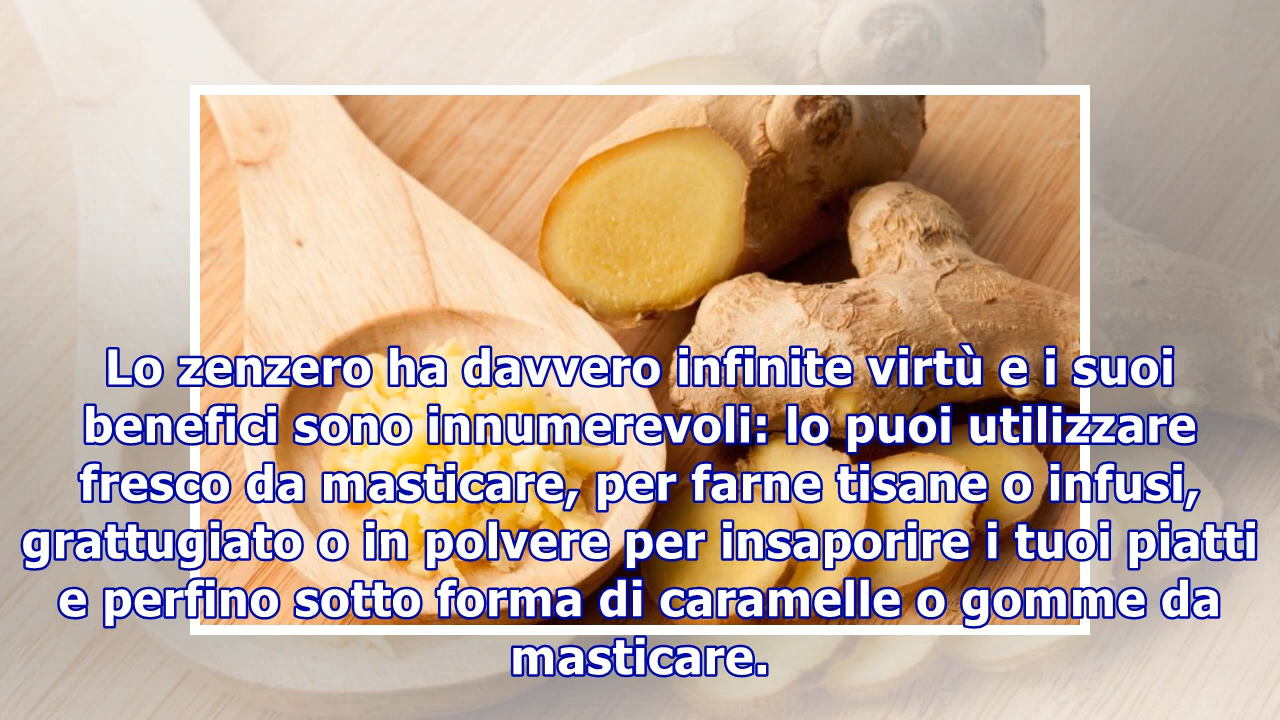 Lo zenzero ha davvero infinite virtù e i suoi
benefici sono innumerevoli: lo puoi utilizzare
fresco da masticare, per farne tisane o infusi,
grattugiato o in polvere per insaporire i tuoi piatti
e perfino sotto forma di caramelle o gomme da
masticare.